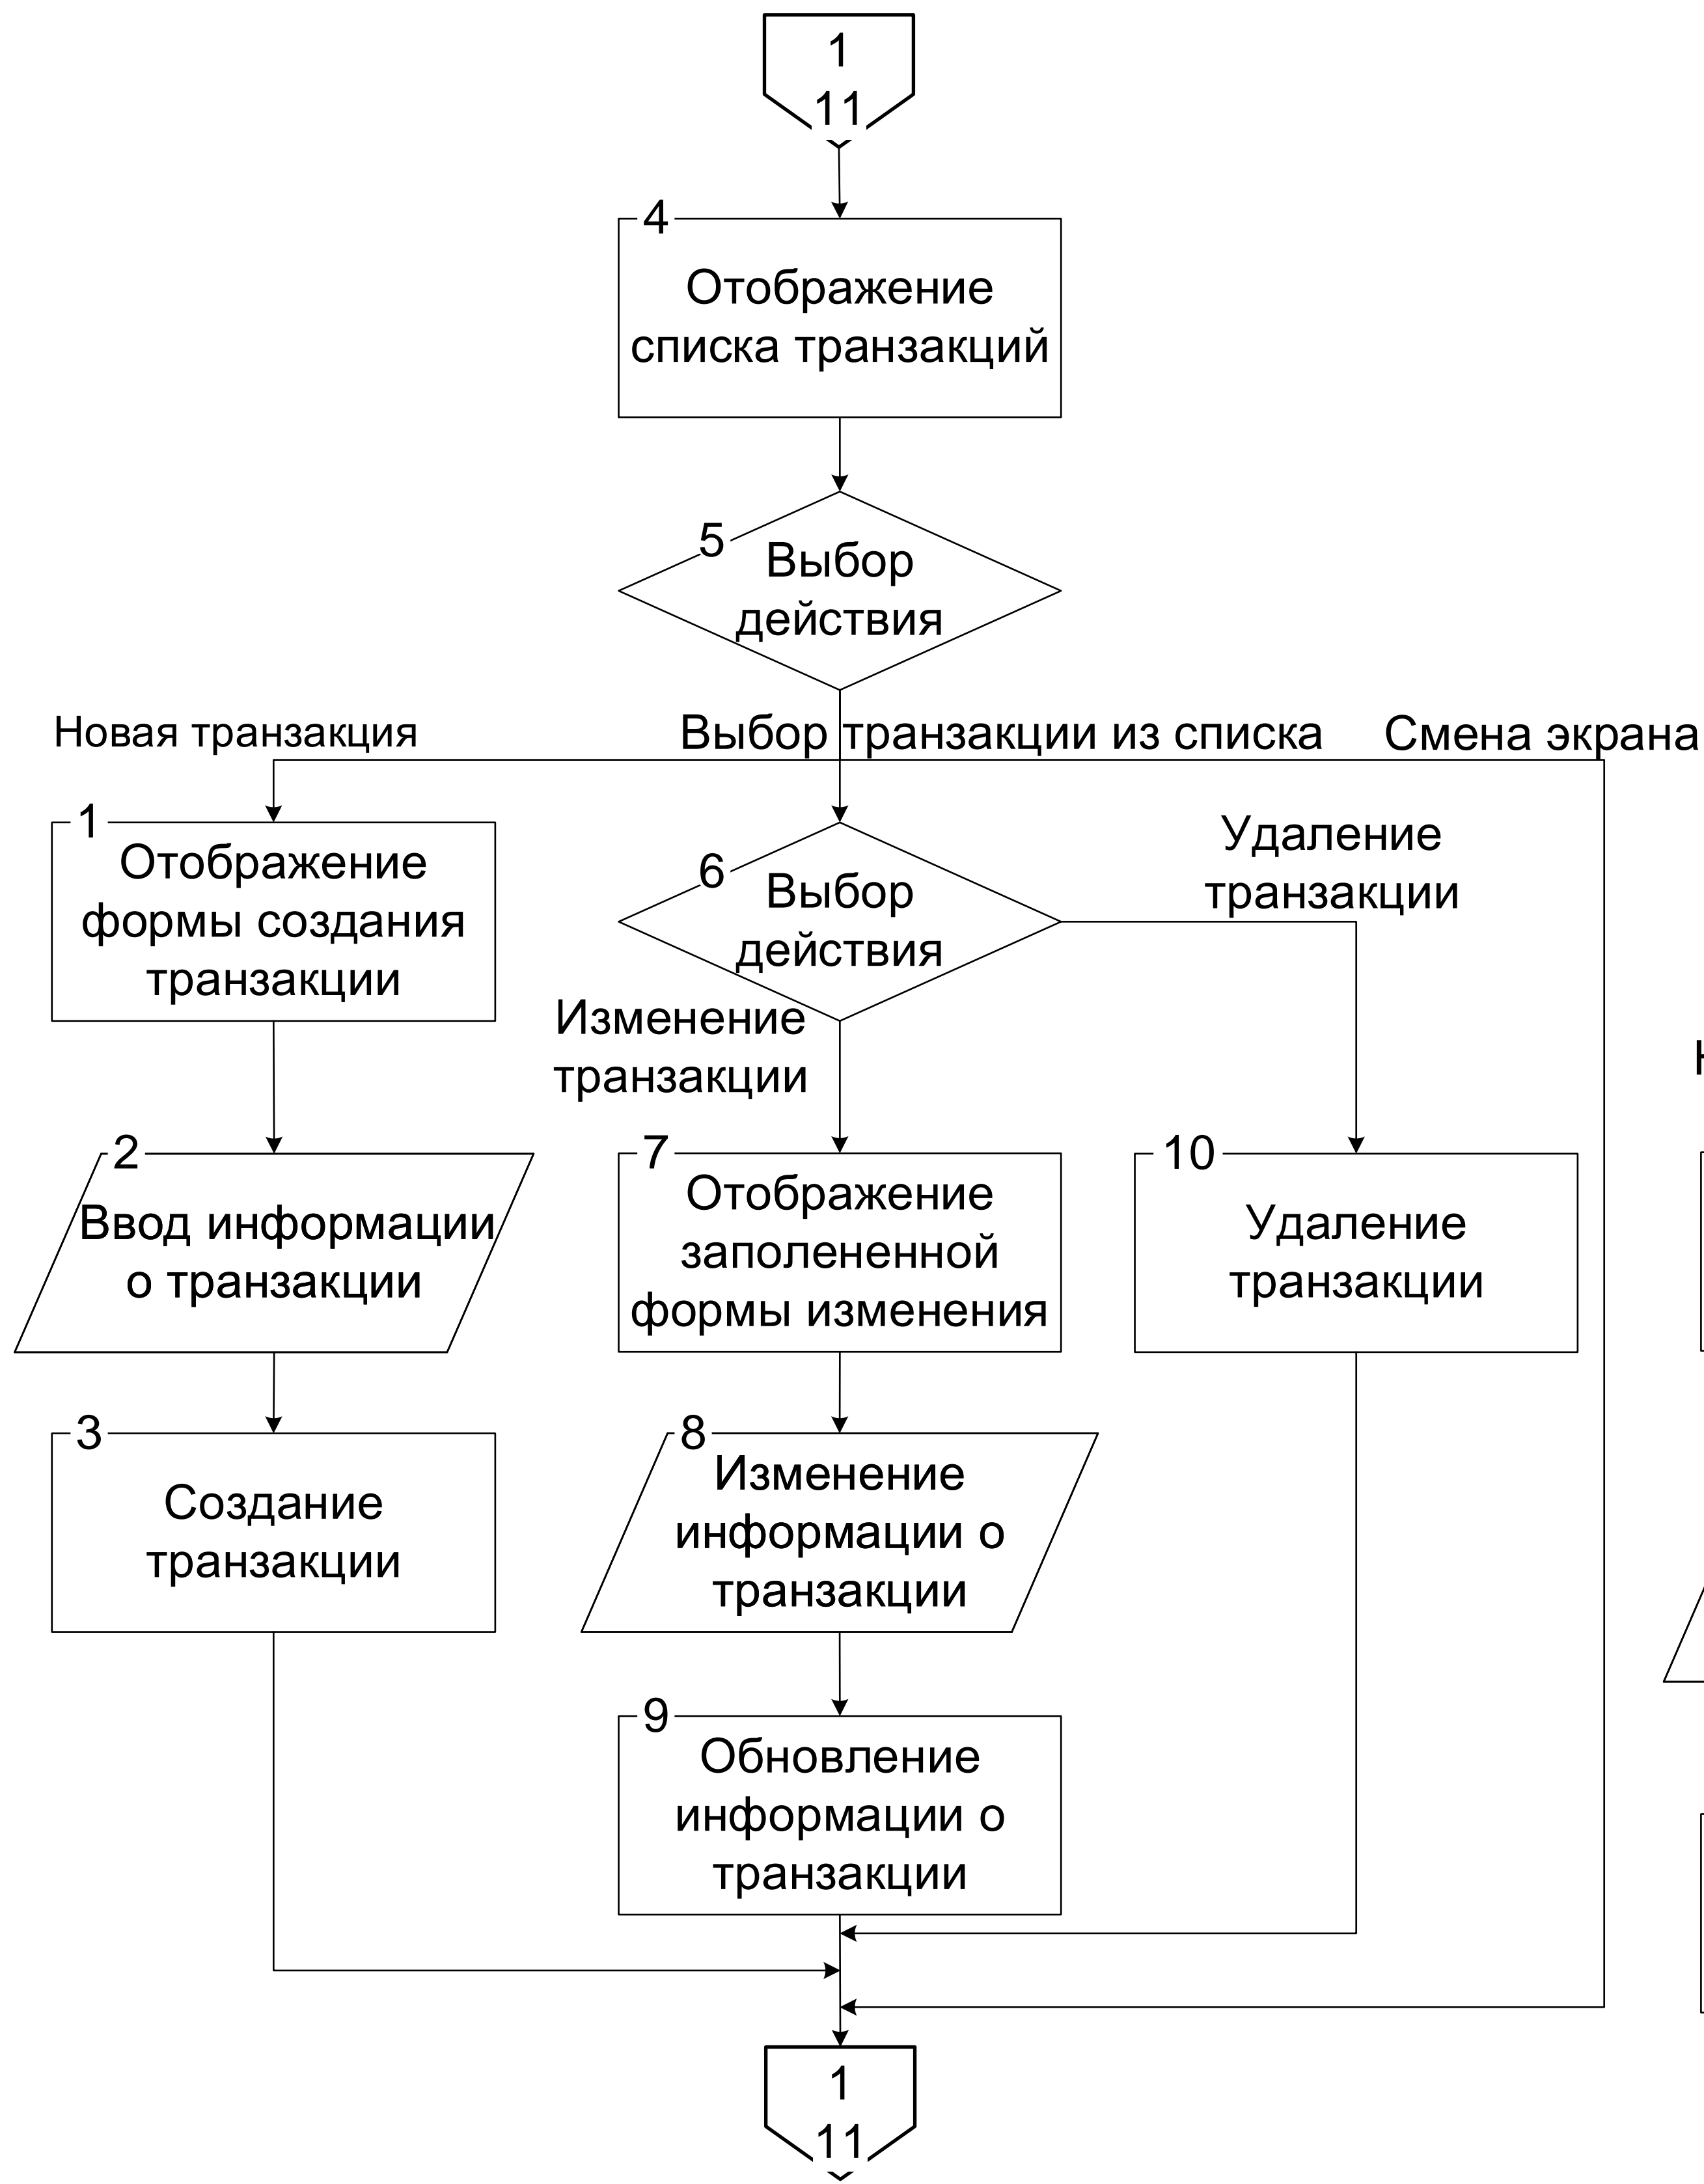 1
11
4
Отображение
списка транзакций
5
Выбор
действия
Новая транзакция
Выбор транзакции из списка
Смена экрана
1
Отображение
формы создания
транзакции
6
Выбор
действия
Удаление
транзакции
Изменение
транзакции
2
Ввод информации
о транзакции
7
Отображение
заполененной
формы изменения
10
Удаление
транзакции
3
Создание
транзакции
8
Изменение
информации о
транзакции
9
Обновление
информации о
транзакции
1
11